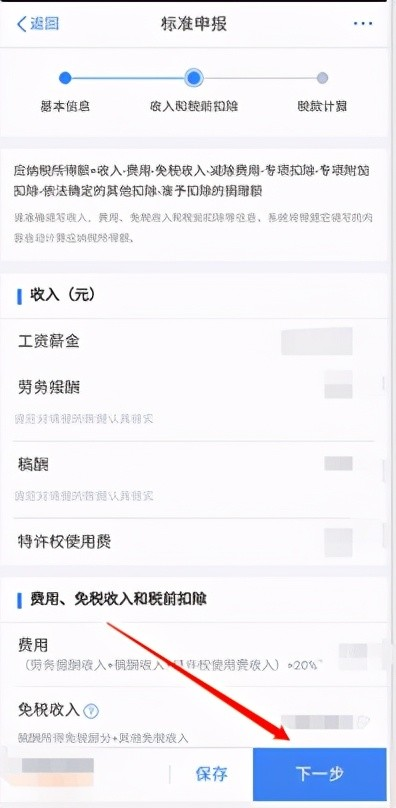 返回
标准申报
基本信息
收入和税前扣除
税款计算
应纳税所得额=收入-费用-免税收入-减除费用-专项扣除-专项附加
扣除-依法确定的其他扣除-准予扣除的捐赠额
收入（元）
工资薪金
劳务报酬
稿酬
特许权使用费
费用、免税收入和税前扣除
费用
（劳务报酬收入+稿酬收入+特许权使用费收入）×20%
免税收入
稿酬所得免税部分+其他免税收入
保存
下一步